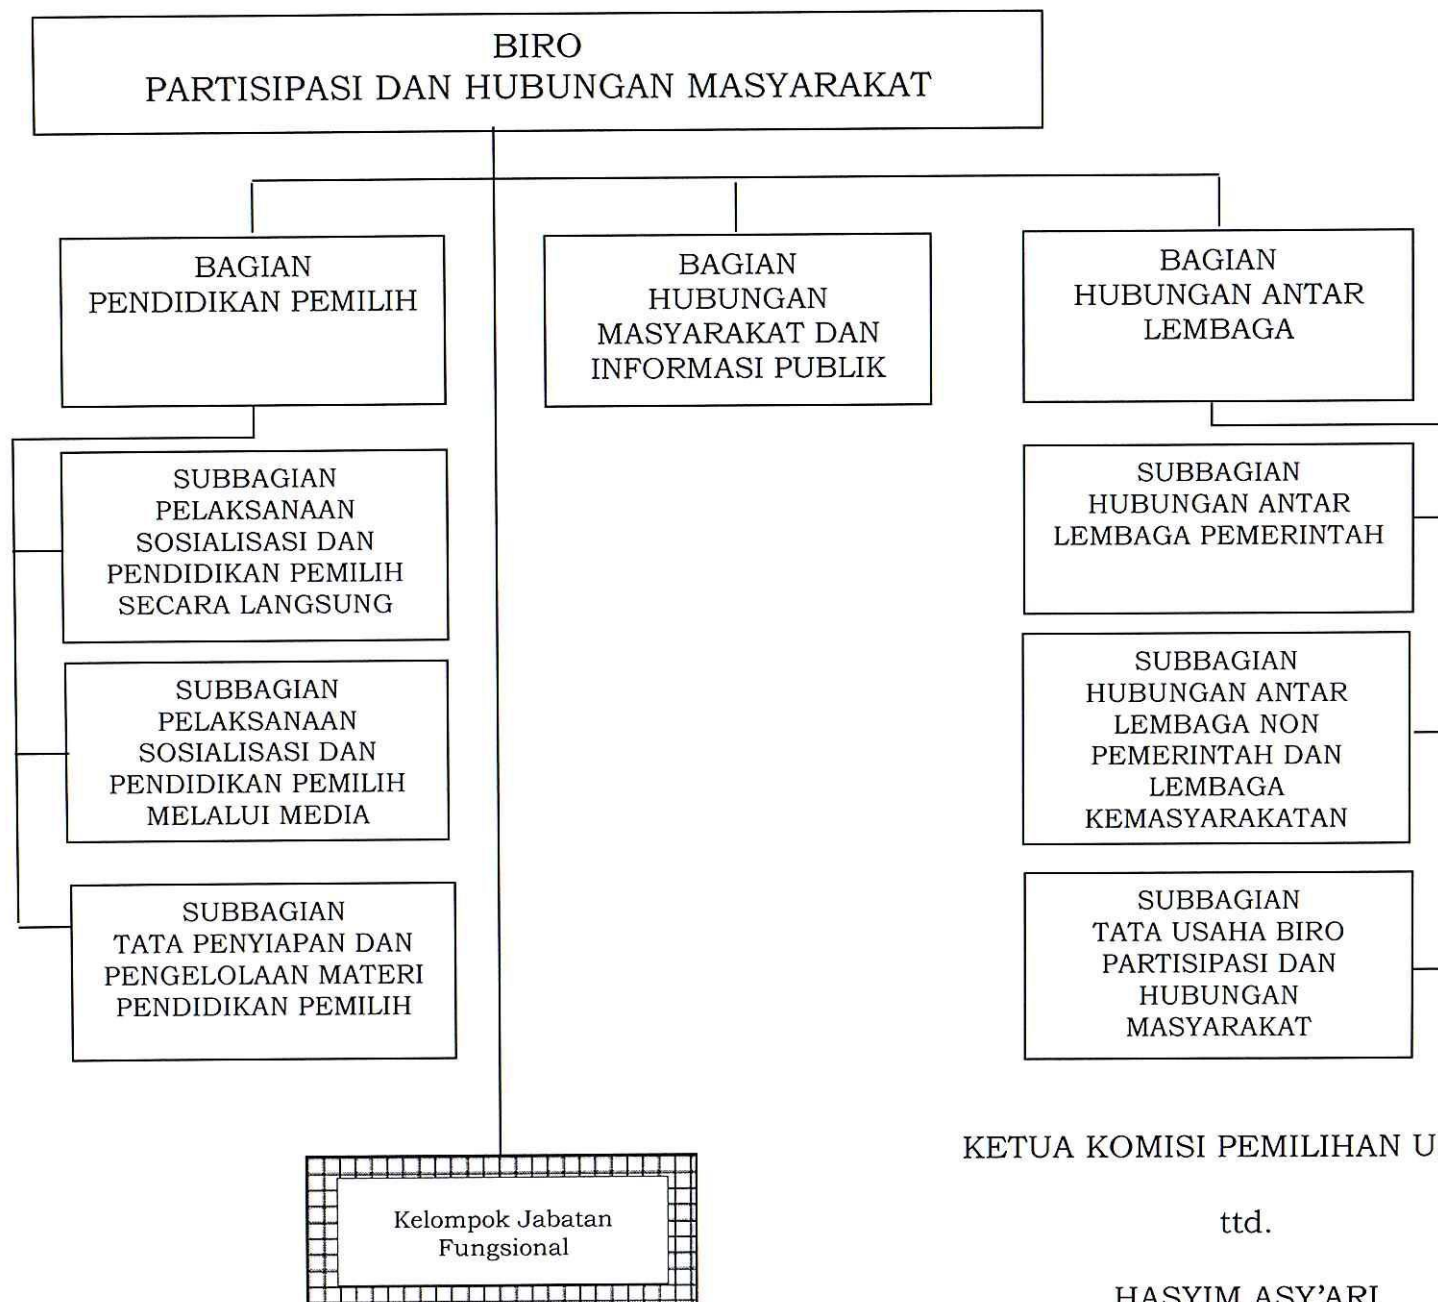 BIRO
PARTISIPASI DAN HUBUNGAN MASYARAKAT
BAGIAN
PENDIDIKAN PEMILIH
BAGIAN
HUBUNGAN
MASYARAKAT DAN
INFORMASI PUBLIK
BAGIAN
HUBUNGAN ANTAR
LEMBAGA
SUBBAGIAN
PELAKSANAAN
SOSIALISASI DAN
PENDIDIKAN PEMILIH
SECARA LANGSUNG
SUBBAGIAN
PELAKSANAAN
SOSIALISASI DAN
PENDIDIKAN PEMILIH
MELALUI MEDIA
SUBBAGIAN
TATA PENYIAPAN DAN
PENGELOLAAN MATERI
PENDIDIKAN PEMILIH
SUBBAGIAN
HUBUNGAN ANTAR
LEMBAGA PEMERINTAH
SUBBAGIAN
HUBUNGAN ANTAR
LEMBAGA NON
PEMERINTAH DAN
LEMBAGA
KEMASYARAKATAN
SUBBAGIAN
TATA USAHA BIRO
PARTISIPASI DAN
HUBUNGAN
MASYARAKAT
Kelompok Jabatan
Fungsional
KETUA KOMISI PEMILIHAN U
ttd.
HASYIM ASY'ARI